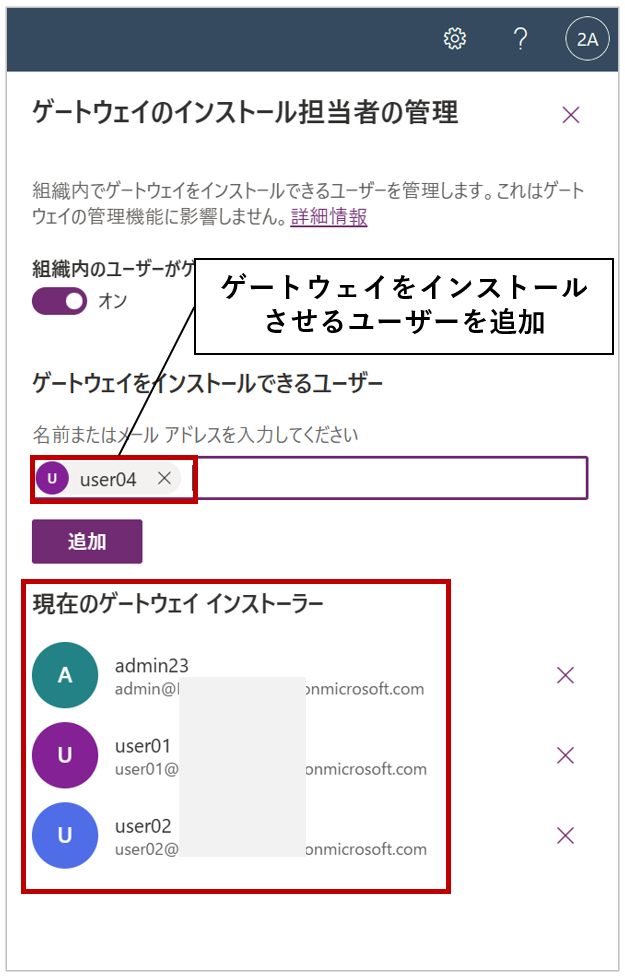 2A
ゲートウェイのインストール担当者の管理
組織内でゲートウェイをインストールできるユーザーを管理します。これはゲート
ウェイの管理機能に影響しません。詳細情報
組織内のユーザーがゲ
オン
ゲートウェイをインストール
させるユーザーを追加
ゲートウェイをインストールできるユーザー
名前またはメール アドレスを入力してください
U user04
追加
現在のゲートウェイ インストーラー
A
admin23
admin@ onmicrosoft.com
U
user01
user01@ onmicrosoft.com
U
user02
user02@ onmicrosoft.com